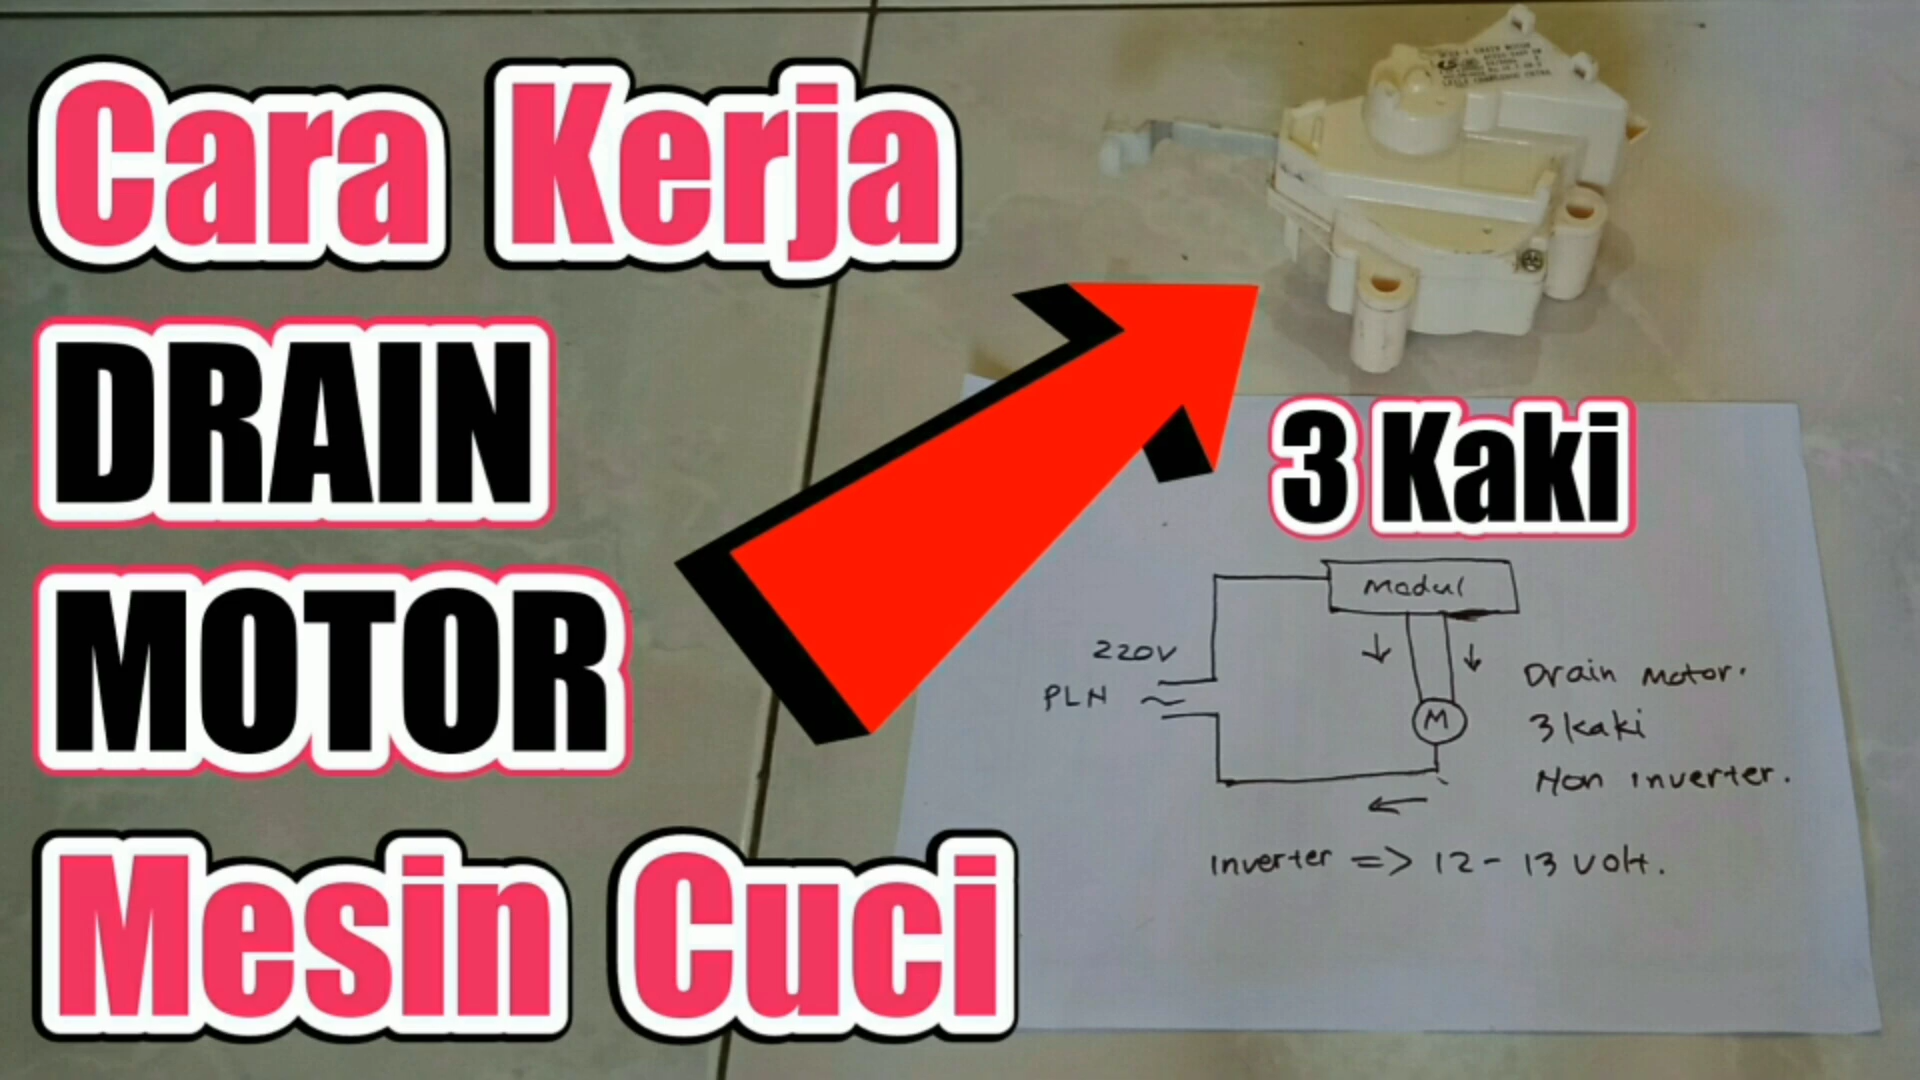 Cara Kerja
DRAIN
MOTOR
Mesin Cuci
3 Kaki
Modul
220V
PLN
M
Drain Motor.
3 kaki
Non inverter.
Inverter => 12 - 13 Volt.